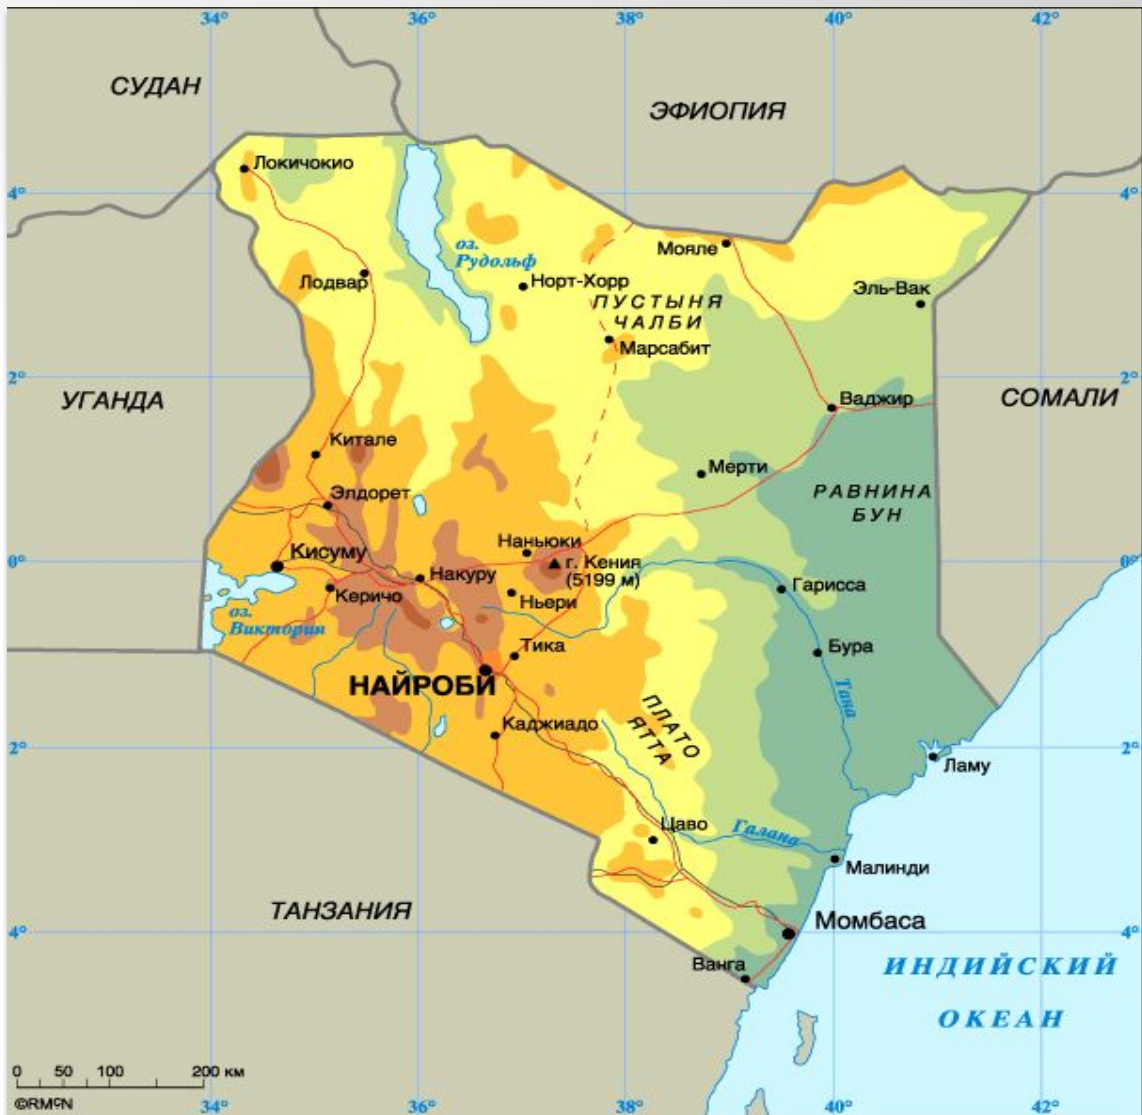 34°
36°
38°
40°
42°
СУДАН
ЭФИОПИЯ
Локичокио
4°
4°
оз.
Рудольф
Мояле
Лодвар
Норт-Хорр
Эль-Вак
ПУСТЫНЯ
ЧАЛБИ
Марсабит
2°
2°
УГАНДА
СОМАЛИ
Ваджир
Китале
Мерти
Элдорет
РАВНИНА
БУН
Наньюки
Кисуму
0°
0°
г. Кения
(5199 м)
Накуру
Гарисса
Керичо
Ньери
оз.
Виктория
Тика
Бура
НАЙРОБИ
Тана
ПЛАТО
ЯТТА
Каджиадо
2°
2°
Ламу
Цаво
Галана
Малинди
ТАНЗАНИЯ
Момбаса
4°
4°
Ванга
ИНДИЙСКИЙ
ОКЕАН
0 50 100 200 км
©RMᶜN
34°
36°
38°
40°
42°